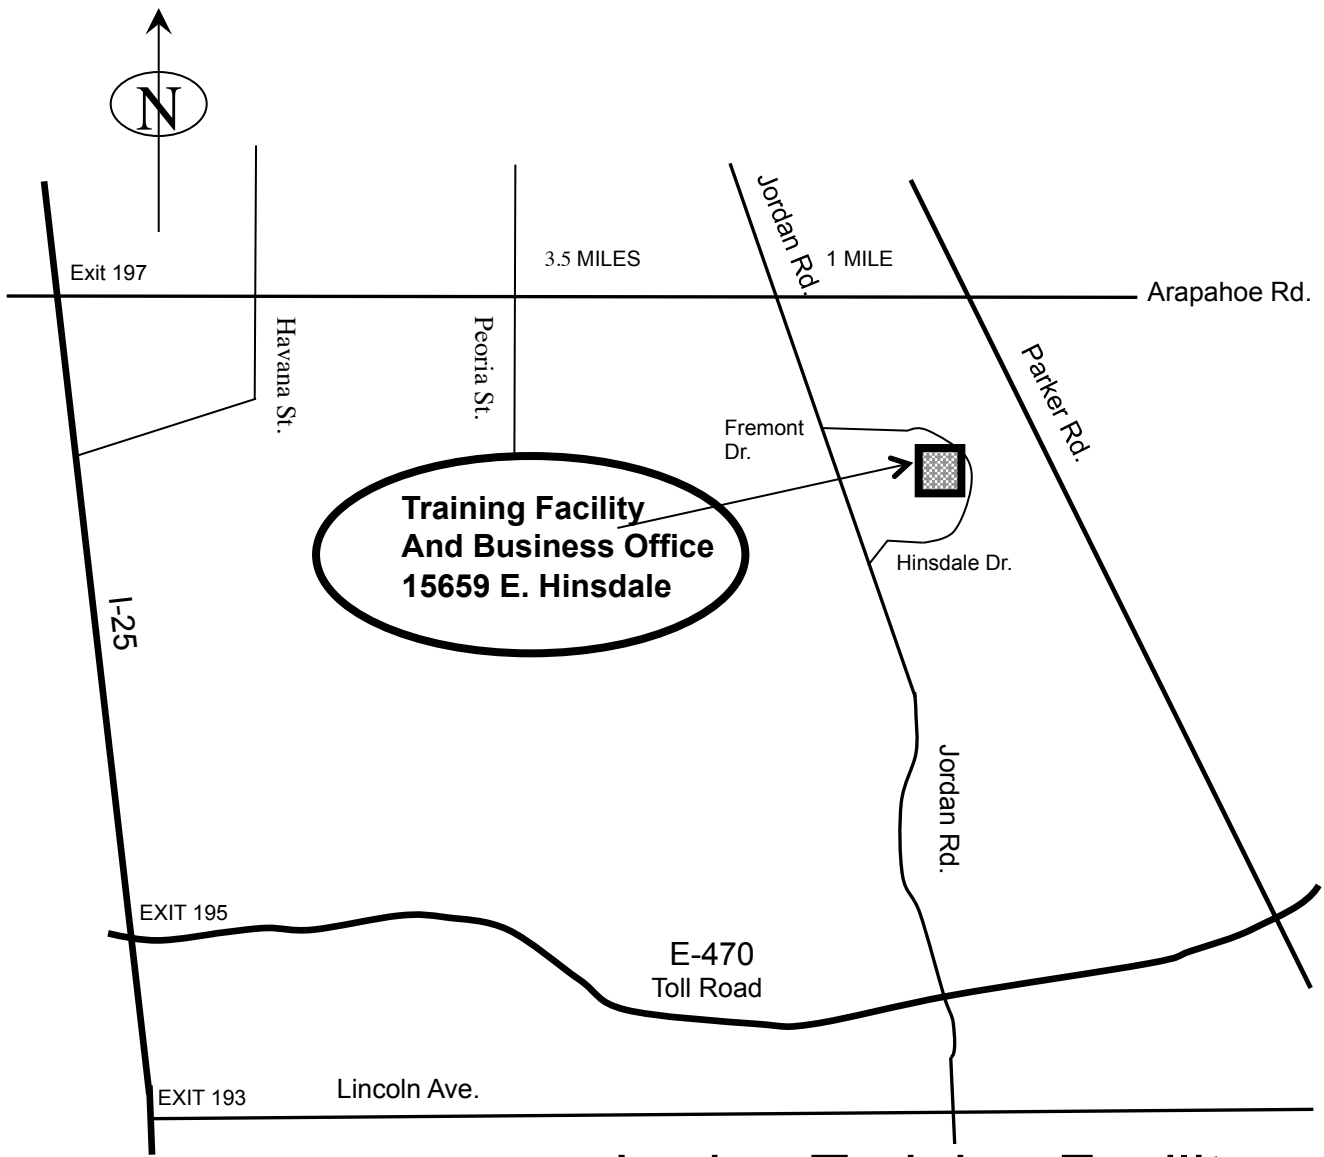 N
Jordan Rd.
3.5 MILES
1 MILE
Exit 197
Arapahoe Rd.
Havana St.
Peoria St.
Parker Rd.
Fremont
Dr.
Training Facility
And Business Office
15659 E. Hinsdale
Hinsdale Dr.
I-25
Jordan Rd.
EXIT 195
E-470
Toll Road
Lincoln Ave.
EXIT 193